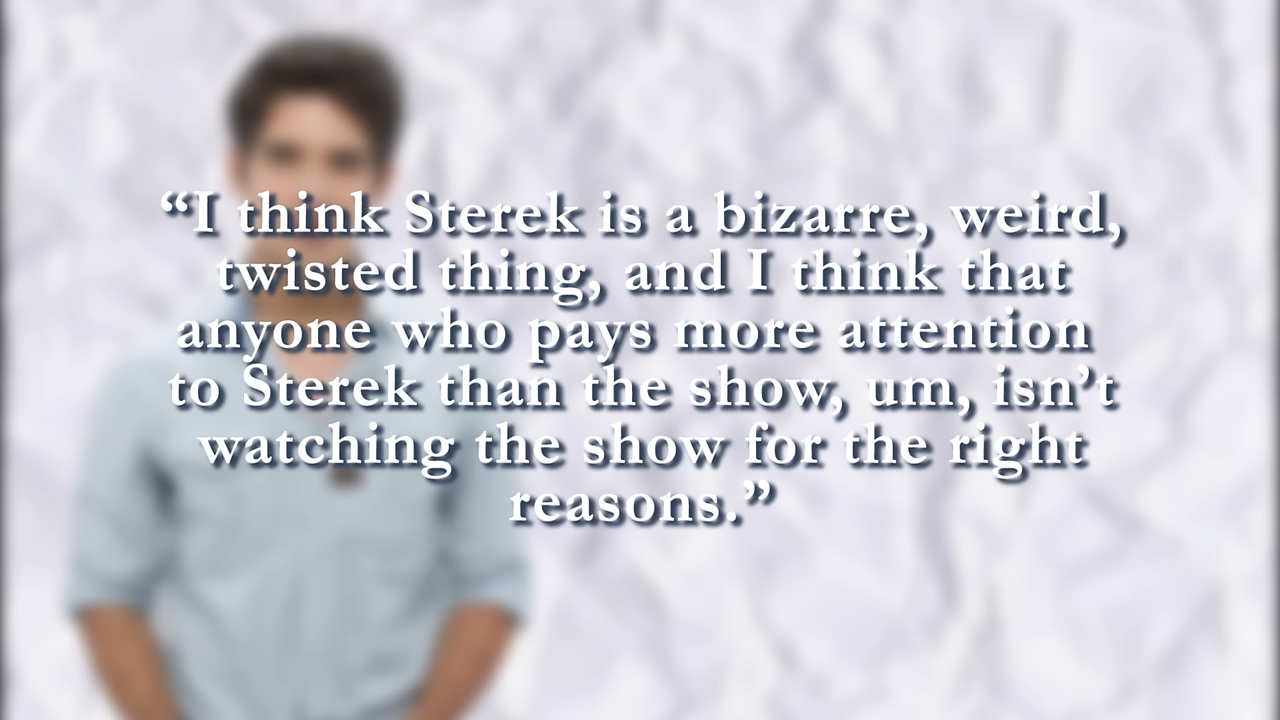 “I think Sterek is a bizarre, weird,
twisted thing, and I think that
anyone who pays more attention
to Sterek than the show, um, isn’t
watching the show for the right
reasons.”